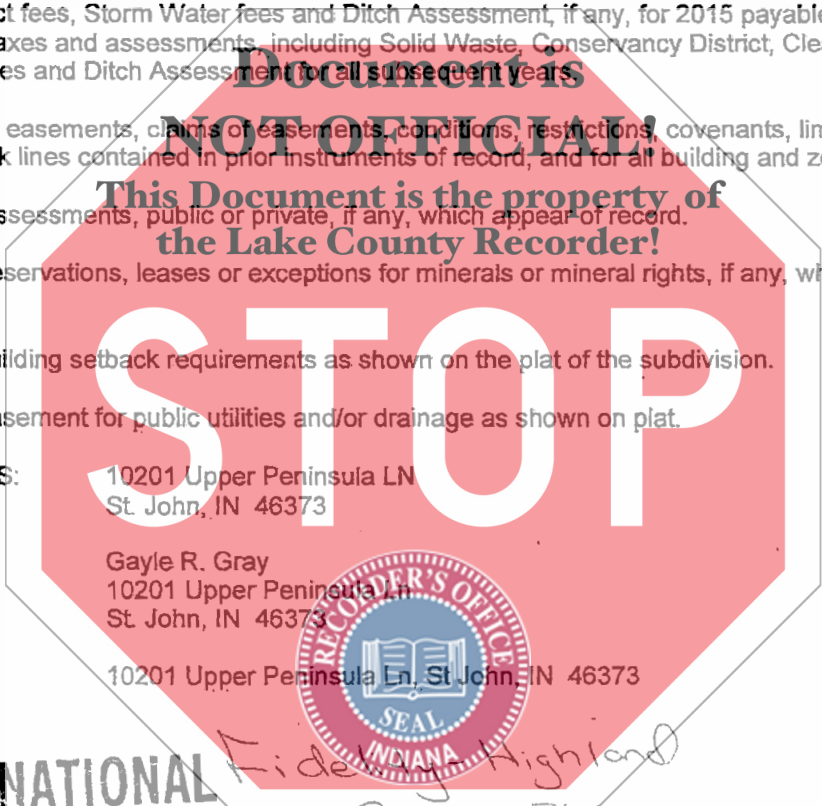 ct fees, Storm Water fees and Ditch Assessment, if any, for 2015 payable
axes and assessments, including Solid Waste, Conservancy District, Cle
es and Ditch Assessment for all subsequent years.
Document is
easements, claims of easements, conditions, restrictions, covenants, lim
NOT OFFICIAL!
k lines contained in prior instruments of record; and for all building and z
This Document is the property of
ssessments, public or private, if any, which appear of record.
the Lake County Recorder!
eservations, leases or exceptions for minerals or mineral rights, if any, wh
STOP
ilding setback requirements as shown on the plat of the subdivision.
sement for public utilities and/or drainage as shown on plat.
S: 10201 Upper Peninsula LN
St. John, IN 46373
Gayle R. Gray
10201 Upper Peninsula Ln
St. John, IN 46373
10201 Upper Peninsula Ln, St John, IN 46373
RECORDER'S OFFICE
SEAL
INDIANA
Fidelity - Highland
NATIONAL